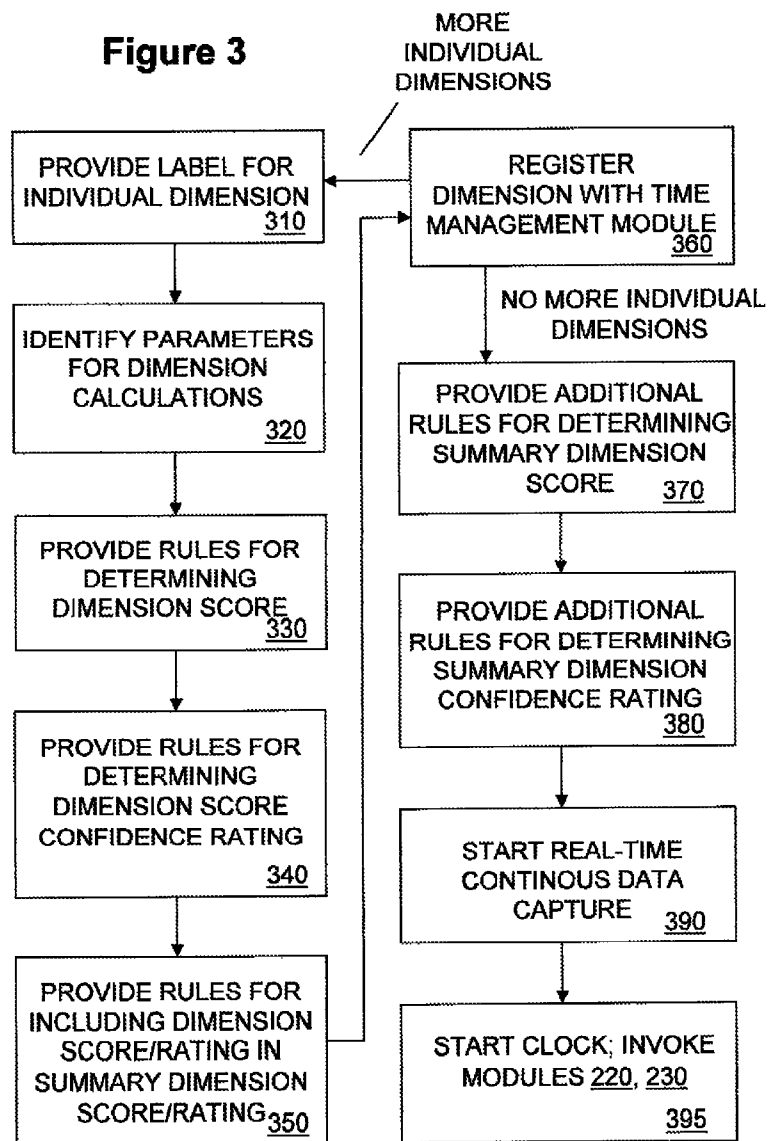 Figure 3
MORE
INDIVIDUAL
DIMENSIONS
PROVIDE LABEL FOR
INDIVIDUAL DIMENSION
310
IDENTIFY PARAMETERS
FOR DIMENSION
CALCULATIONS
320
PROVIDE RULES FOR
DETERMINING
DIMENSION SCORE
330
PROVIDE RULES FOR
DETERMINING
DIMENSION SCORE
CONFIDENCE RATING
340
PROVIDE RULES FOR
INCLUDING DIMENSION
SCORE/RATING IN
SUMMARY DIMENSION
SCORE/RATING 350
REGISTER
DIMENSION WITH TIME
MANAGEMENT MODULE
360
NO MORE INDIVIDUAL
DIMENSIONS
PROVIDE ADDITIONAL
RULES FOR DETERMINING
SUMMARY DIMENSION
SCORE 370
PROVIDE ADDITIONAL
RULES FOR DETERMINING
SUMMARY DIMENSION
CONFIDENCE RATING
380
START REAL-TIME
CONTINOUS DATA
CAPTURE 390
START CLOCK; INVOKE
MODULES 220, 230
395